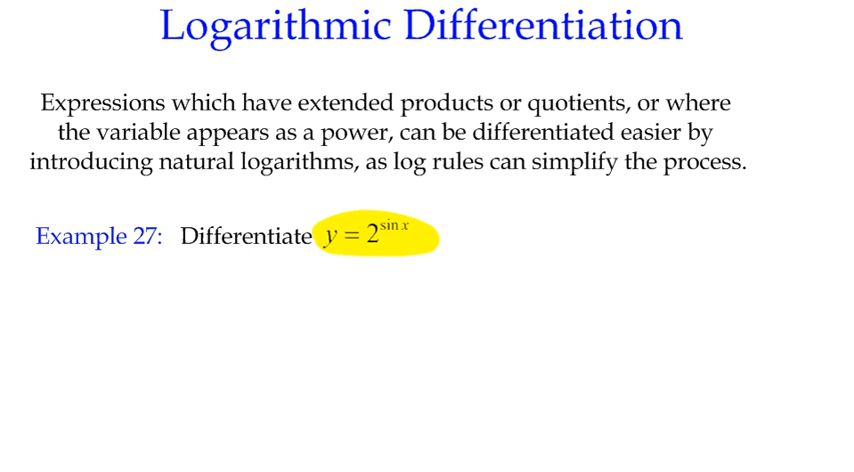 Logarithmic Differentiation
Expressions which have extended products or quotients, or where
the variable appears as a power, can be differentiated easier by
introducing natural logarithms, as log rules can simplify the process.
Example 27: Differentiate y = 2^{sin x}